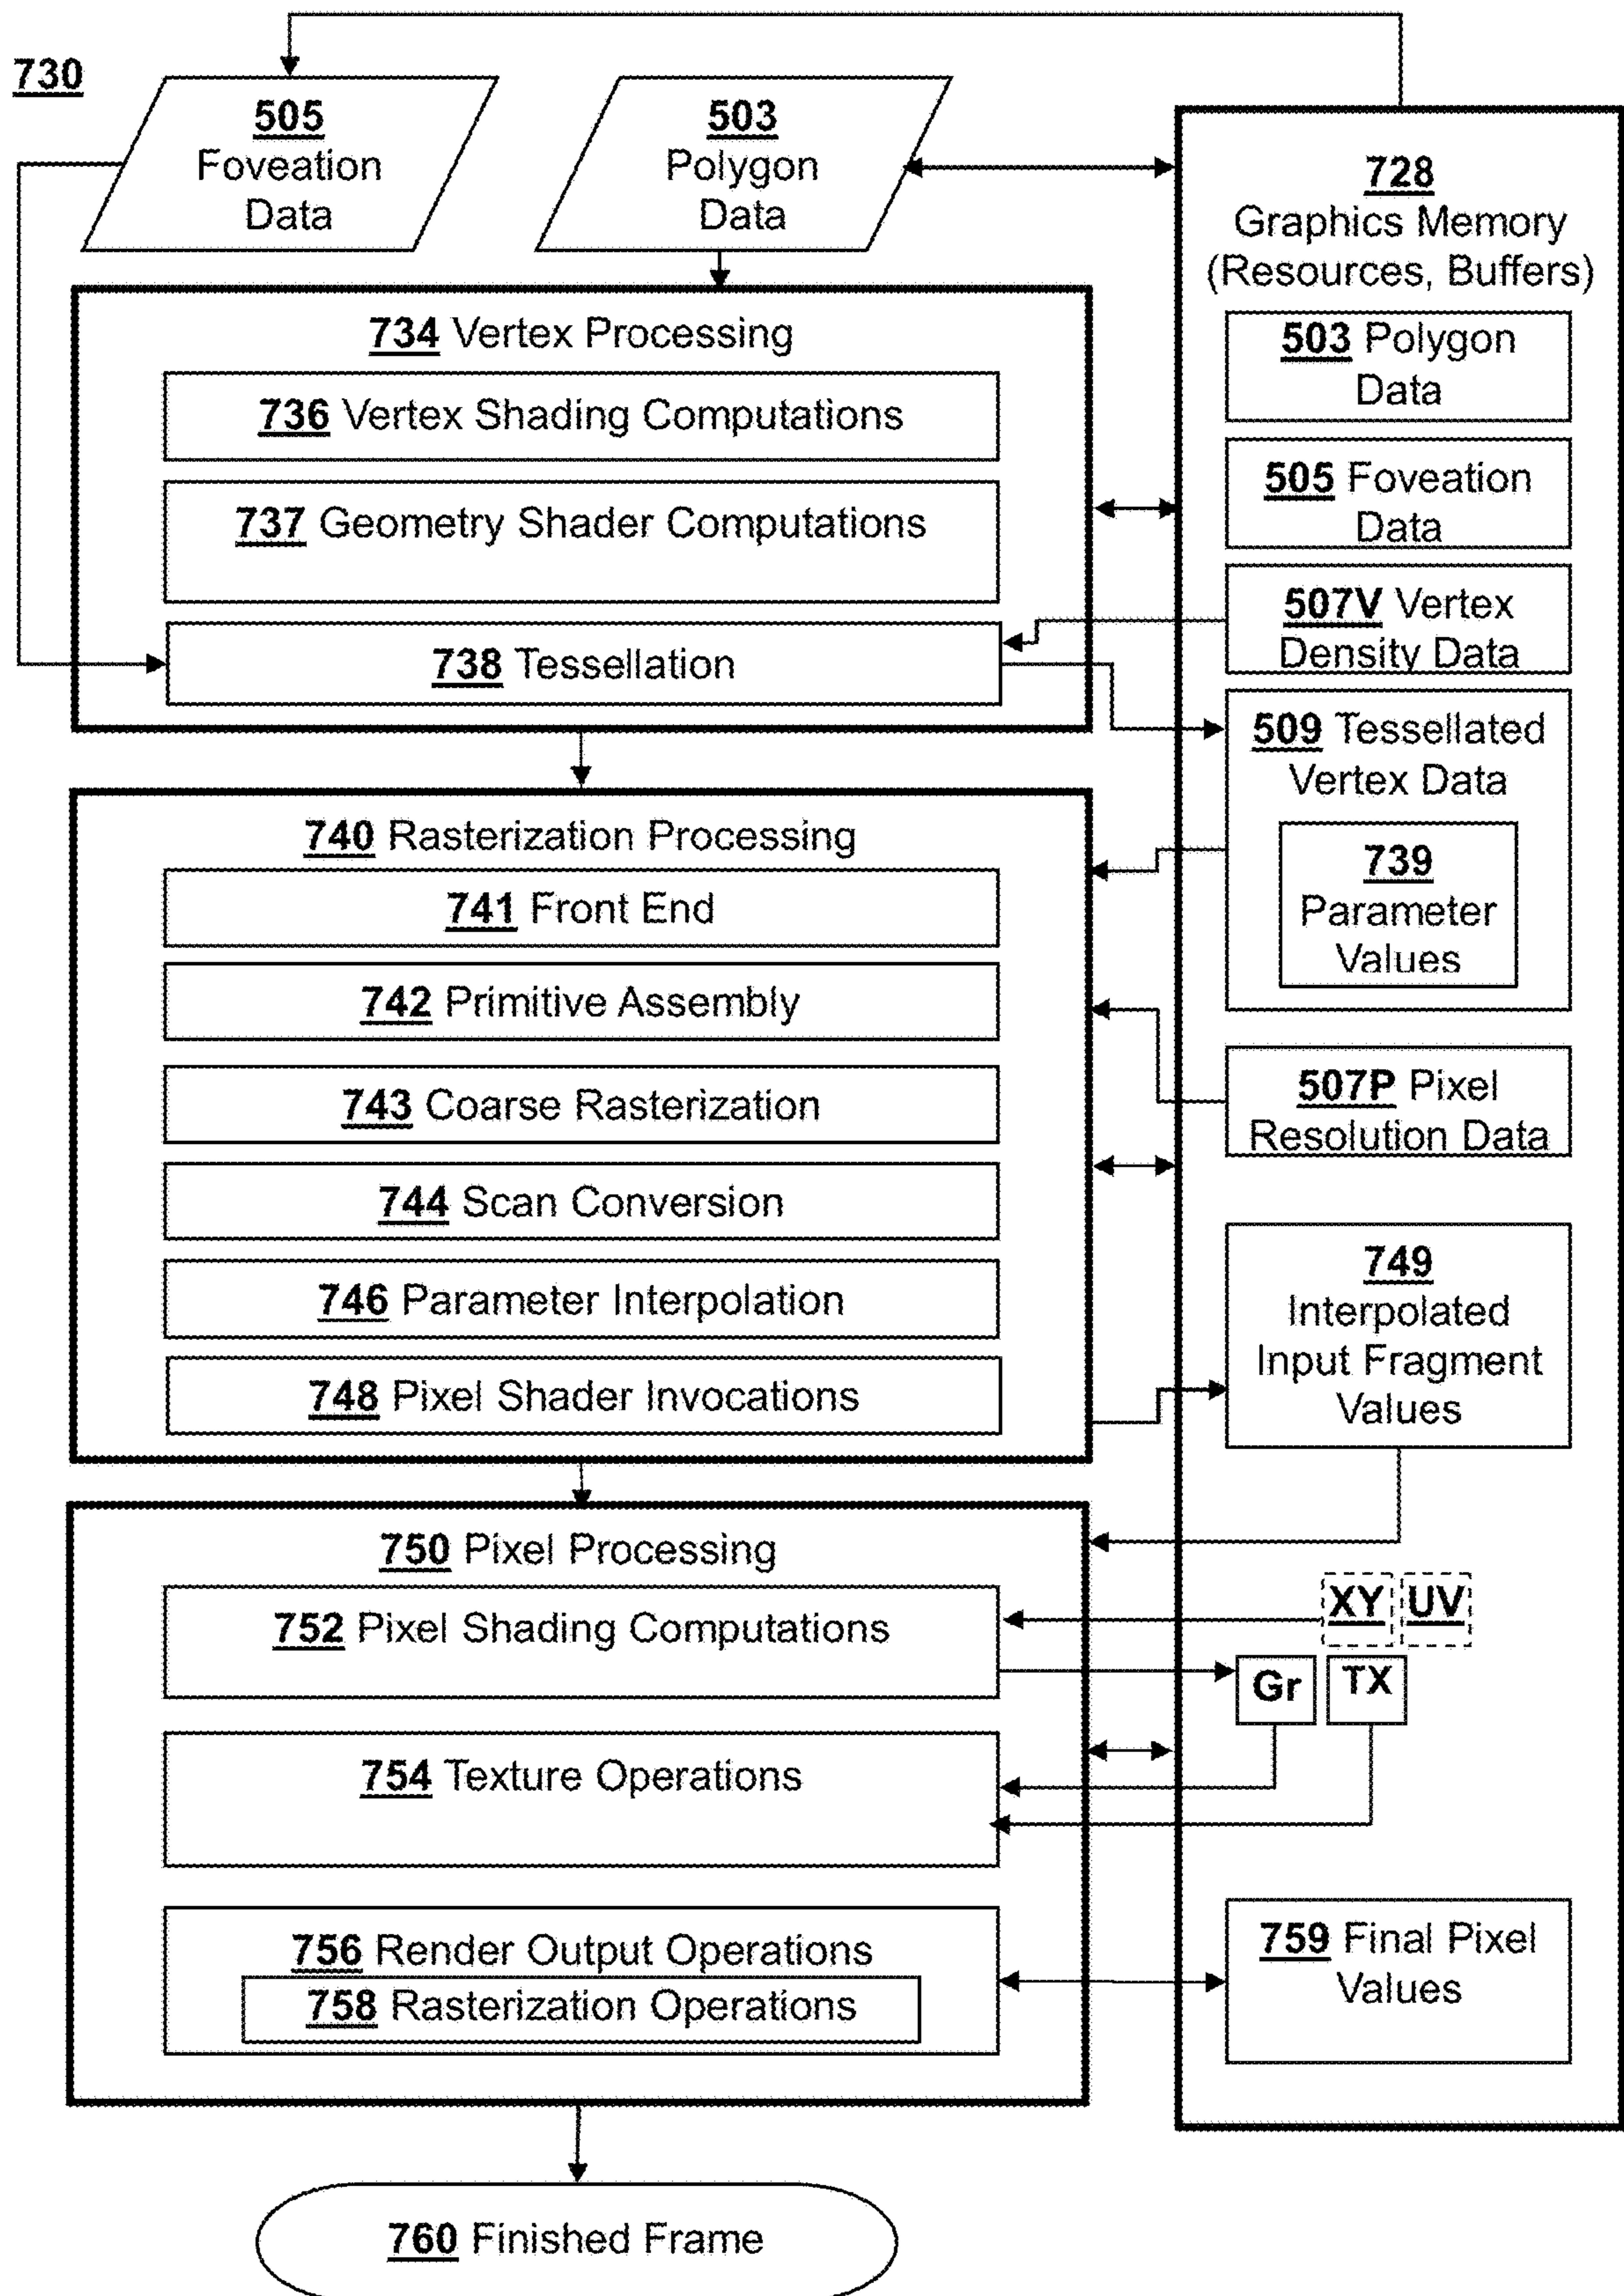 730
505
Foveation
Data
503
Polygon
Data
734 Vertex Processing
736 Vertex Shading Computations
737 Geometry Shader Computations
738 Tessellation
740 Rasterization Processing
741 Front End
742 Primitive Assembly
743 Coarse Rasterization
744 Scan Conversion
746 Parameter Interpolation
748 Pixel Shader Invocations
750 Pixel Processing
752 Pixel Shading Computations
754 Texture Operations
756 Render Output Operations
758 Rasterization Operations
760 Finished Frame
728
Graphics Memory
(Resources, Buffers)
503 Polygon
Data
505 Foveation
Data
507V Vertex
Density Data
509 Tessellated
Vertex Data
739
Parameter
Values
507P Pixel
Resolution Data
749
Interpolated
Input Fragment
Values
XY UV
Gr TX
759 Final Pixel
Values